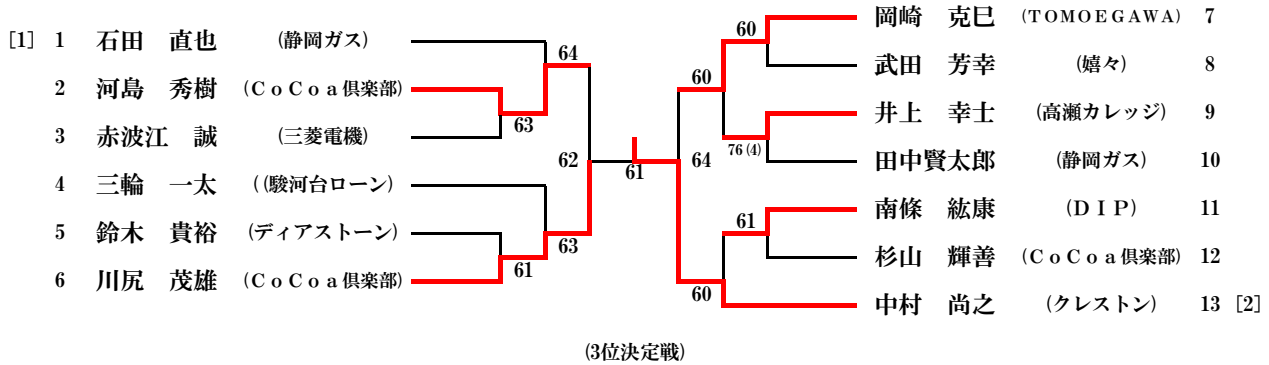 [1] 1 石田 直也 (静岡ガス)
2 河島 秀樹 (ＣｏＣｏａ倶楽部)
3 赤波江 誠 (三菱電機)
4 三輪 一太 ((駿河台ローン)
5 鈴木 貴裕 (ディアストーン)
6 川尻 茂雄 (ＣｏＣｏａ倶楽部)
64
63
62
63
61
61
岡崎 克巳 (ＴＯＭＯＥＧＡＷＡ) 7
武田 芳幸 (嬉々) 8
井上 幸士 (高瀬カレッジ) 9
田中賢太郎 (静岡ガス) 10
南條 紘康 (ＤＩＰ) 11
杉山 輝善 (ＣｏＣｏａ倶楽部) 12
中村 尚之 (クレストン) 13 [2]
60
60
76(4)
64
61
60
(3位決定戦)